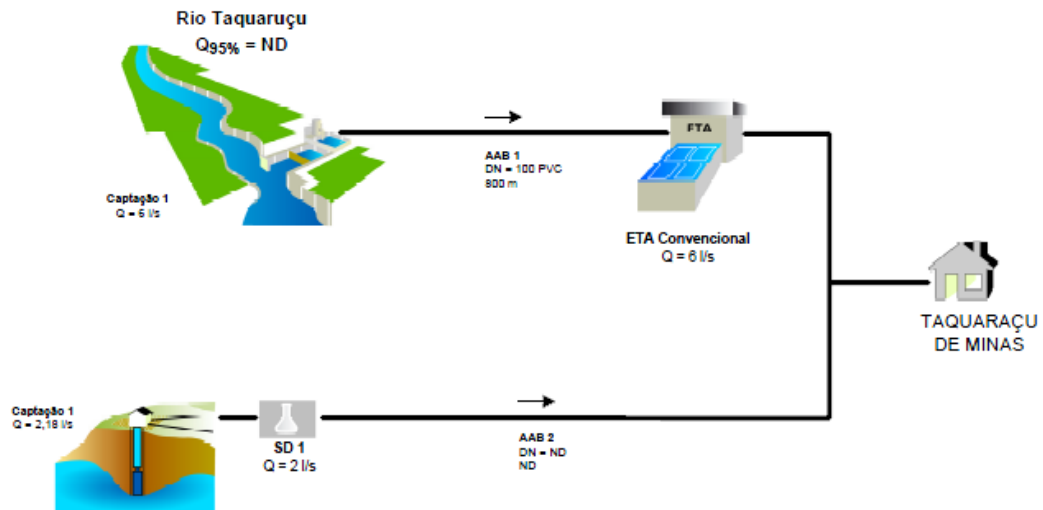 Rio Taquaruçu
Q95% = ND
AAB 1
DN = 100 PVC
800 m
ETA
Captação 1
Q = 6 l/s
ETA Convencional
Q = 6 l/s
TAQUARAÇU
DE MINAS
Captação 1
Q = 2,18 l/s
SD 1
Q = 2 l/s
AAB 2
DN = ND
ND